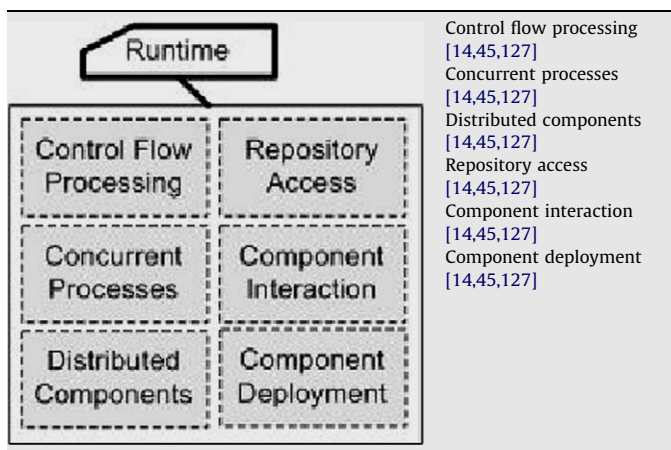 Runtime
Control Flow
Processing
Repository
Access
Concurrent
Processes
Component
Interaction
Distributed
Components
Component
Deployment
Control flow processing
[14,45,127]
Concurrent processes
[14,45,127]
Distributed components
[14,45,127]
Repository access
[14,45,127]
Component interaction
[14,45,127]
Component deployment
[14,45,127]